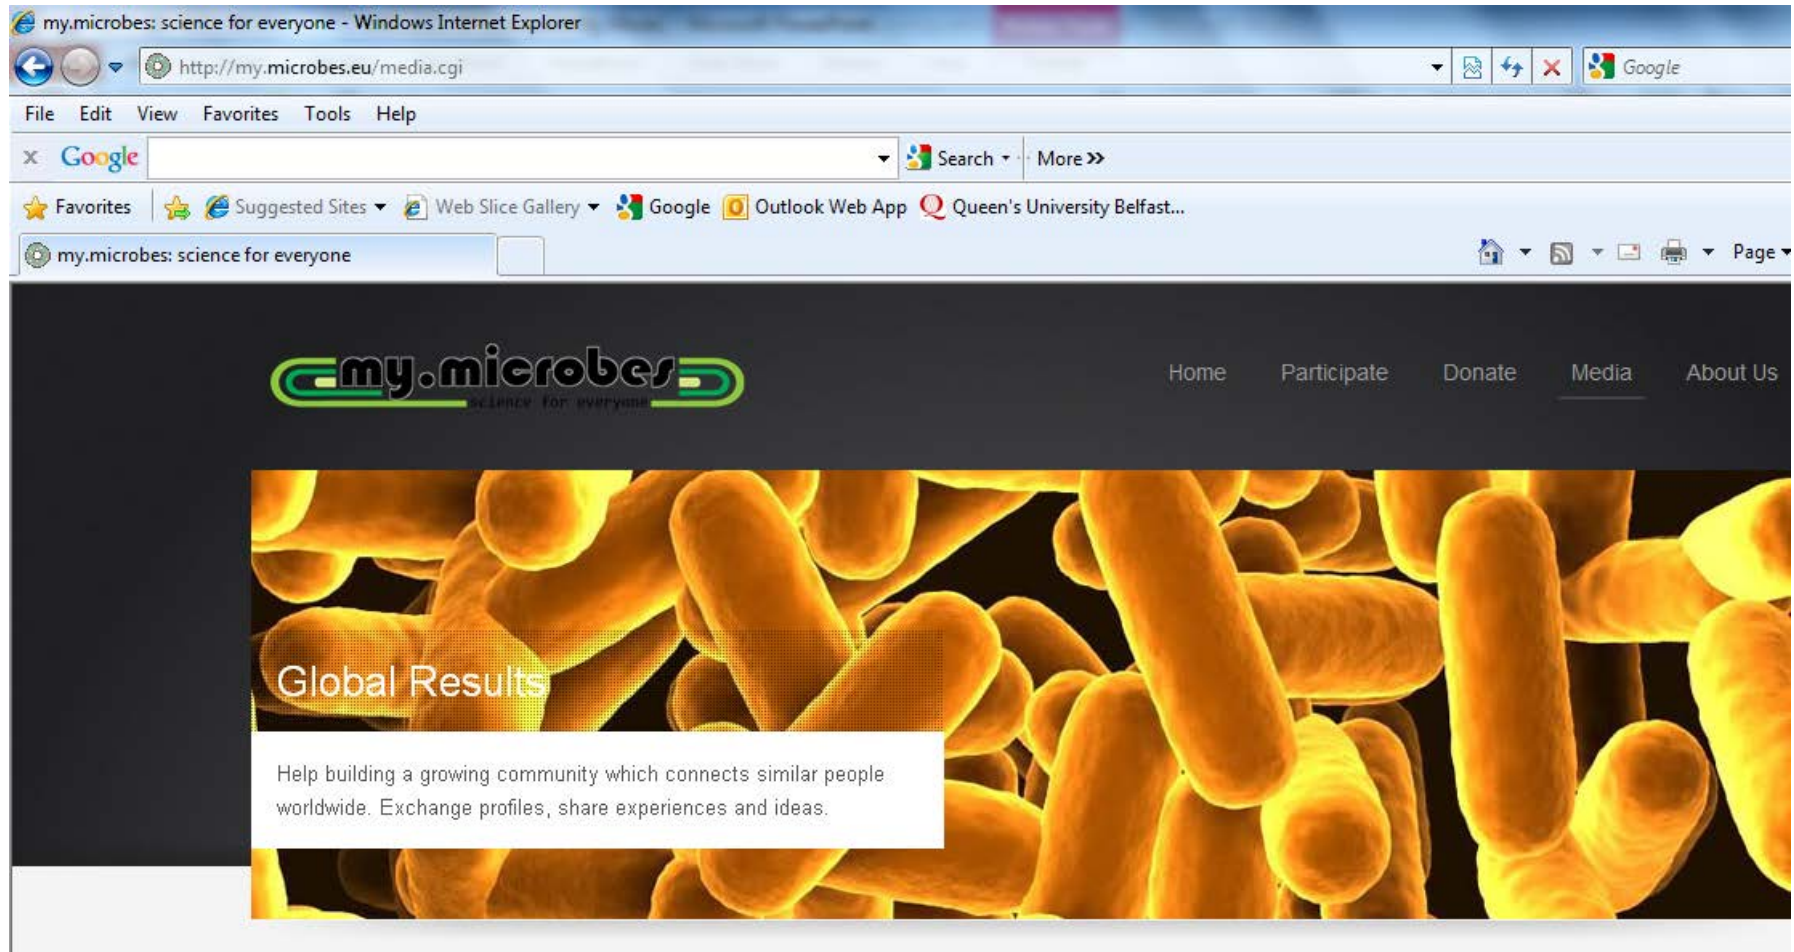 my.microbes: science for everyone - Windows Internet Explorer
http://my.microbes.eu/media.cgi Google
File Edit View Favorites Tools Help
x Google Search More >>
Favorites Suggested Sites Web Slice Gallery Google Outlook Web App Queen's University Belfast...
my.microbes: science for everyone Page
my.microbes
science for everyone
Home Participate Donate Media About Us
Global Results
Help building a growing community which connects similar people
worldwide. Exchange profiles, share experiences and ideas.